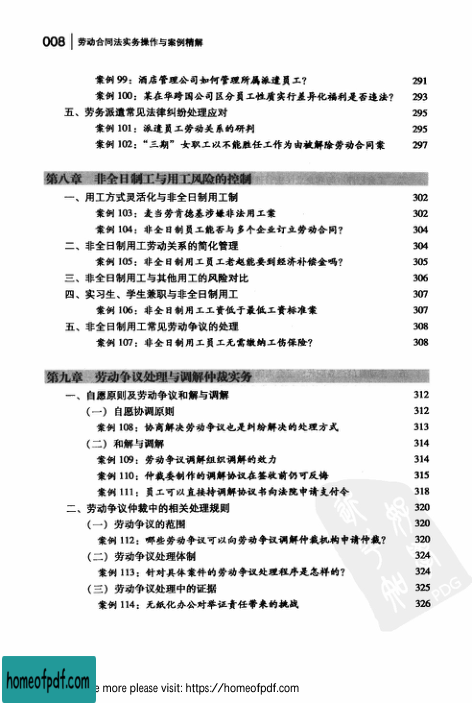 008 劳动合同法实务操作与案例精解
案例 99：酒店管理公司如何管理所属派遣员工？ 291
案例 100：某在华跨国公司区分员工性质实行差异化福利是否违法？ 293
五、劳务派遣常见法律纠纷处理应对 295
案例 101：派遣员工劳动关系的研判 295
案例 102：“三期”女职工以不能胜任工作为由被解除劳动合同案 297
第八章 非全日制工与用工风险的控制
一、用工方式灵活化与非全日制用工制 302
案例 103：麦当劳肯德基涉嫌非法用工案 302
案例 104：非全日制员工能否与多个企业订立劳动合同？ 304
二、非全日制用工劳动关系的简化管理 304
案例 105：非全日制用工员工老赵能要到经济补偿金吗？ 305
三、非全日制用工与其他用工的风险对比 306
四、实习生、学生兼职与非全日制用工 307
案例 106：非全日制用工工资低于最低工资标准案 307
五、非全日制用工常见劳动争议的处理 308
案例 107：非全日制用工员工无需缴纳工伤保险？ 308
第九章 劳动争议处理与调解仲裁实务
一、自愿原则及劳动争议和解与调解 312
（一）自愿协调原则 312
案例 108：协商解决劳动争议也是纠纷解决的处理方式 313
（二）和解与调解 314
案例 109：劳动争议调解组织调解的效力 314
案例 110：仲裁委制作的调解协议在签收前仍可反悔 315
案例 111：员工可以直接持调解协议书向法院申请支付令 318
二、劳动争议仲裁中的相关处理规则 320
（一）劳动争议的范围 320
案例 112：哪些劳动争议可以向劳动争议调解仲裁机构申请仲裁？ 320
（二）劳动争议处理体制 324
案例 113：针对具体案件的劳动争议处理程序是怎样的？ 324
（三）劳动争议处理中的证据 325
案例 114：无纸化办公对举证责任带来的挑战 326
PDG
homeofpdf.com
e more please visit: https://homeofpdf.com